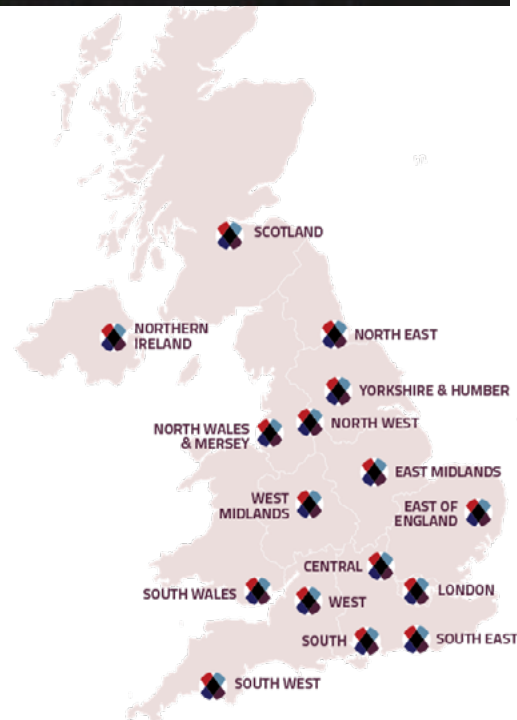 SCOTLAND
NORTHERN
IRELAND
NORTH EAST
YORKSHIRE & HUMBER
NORTH WEST
NORTH WALES
& MERSEY
EAST MIDLANDS
WEST
MIDLANDS
EAST OF
ENGLAND
CENTRAL
SOUTH WALES
LONDON
WEST
SOUTH
SOUTH EAST
SOUTH WEST